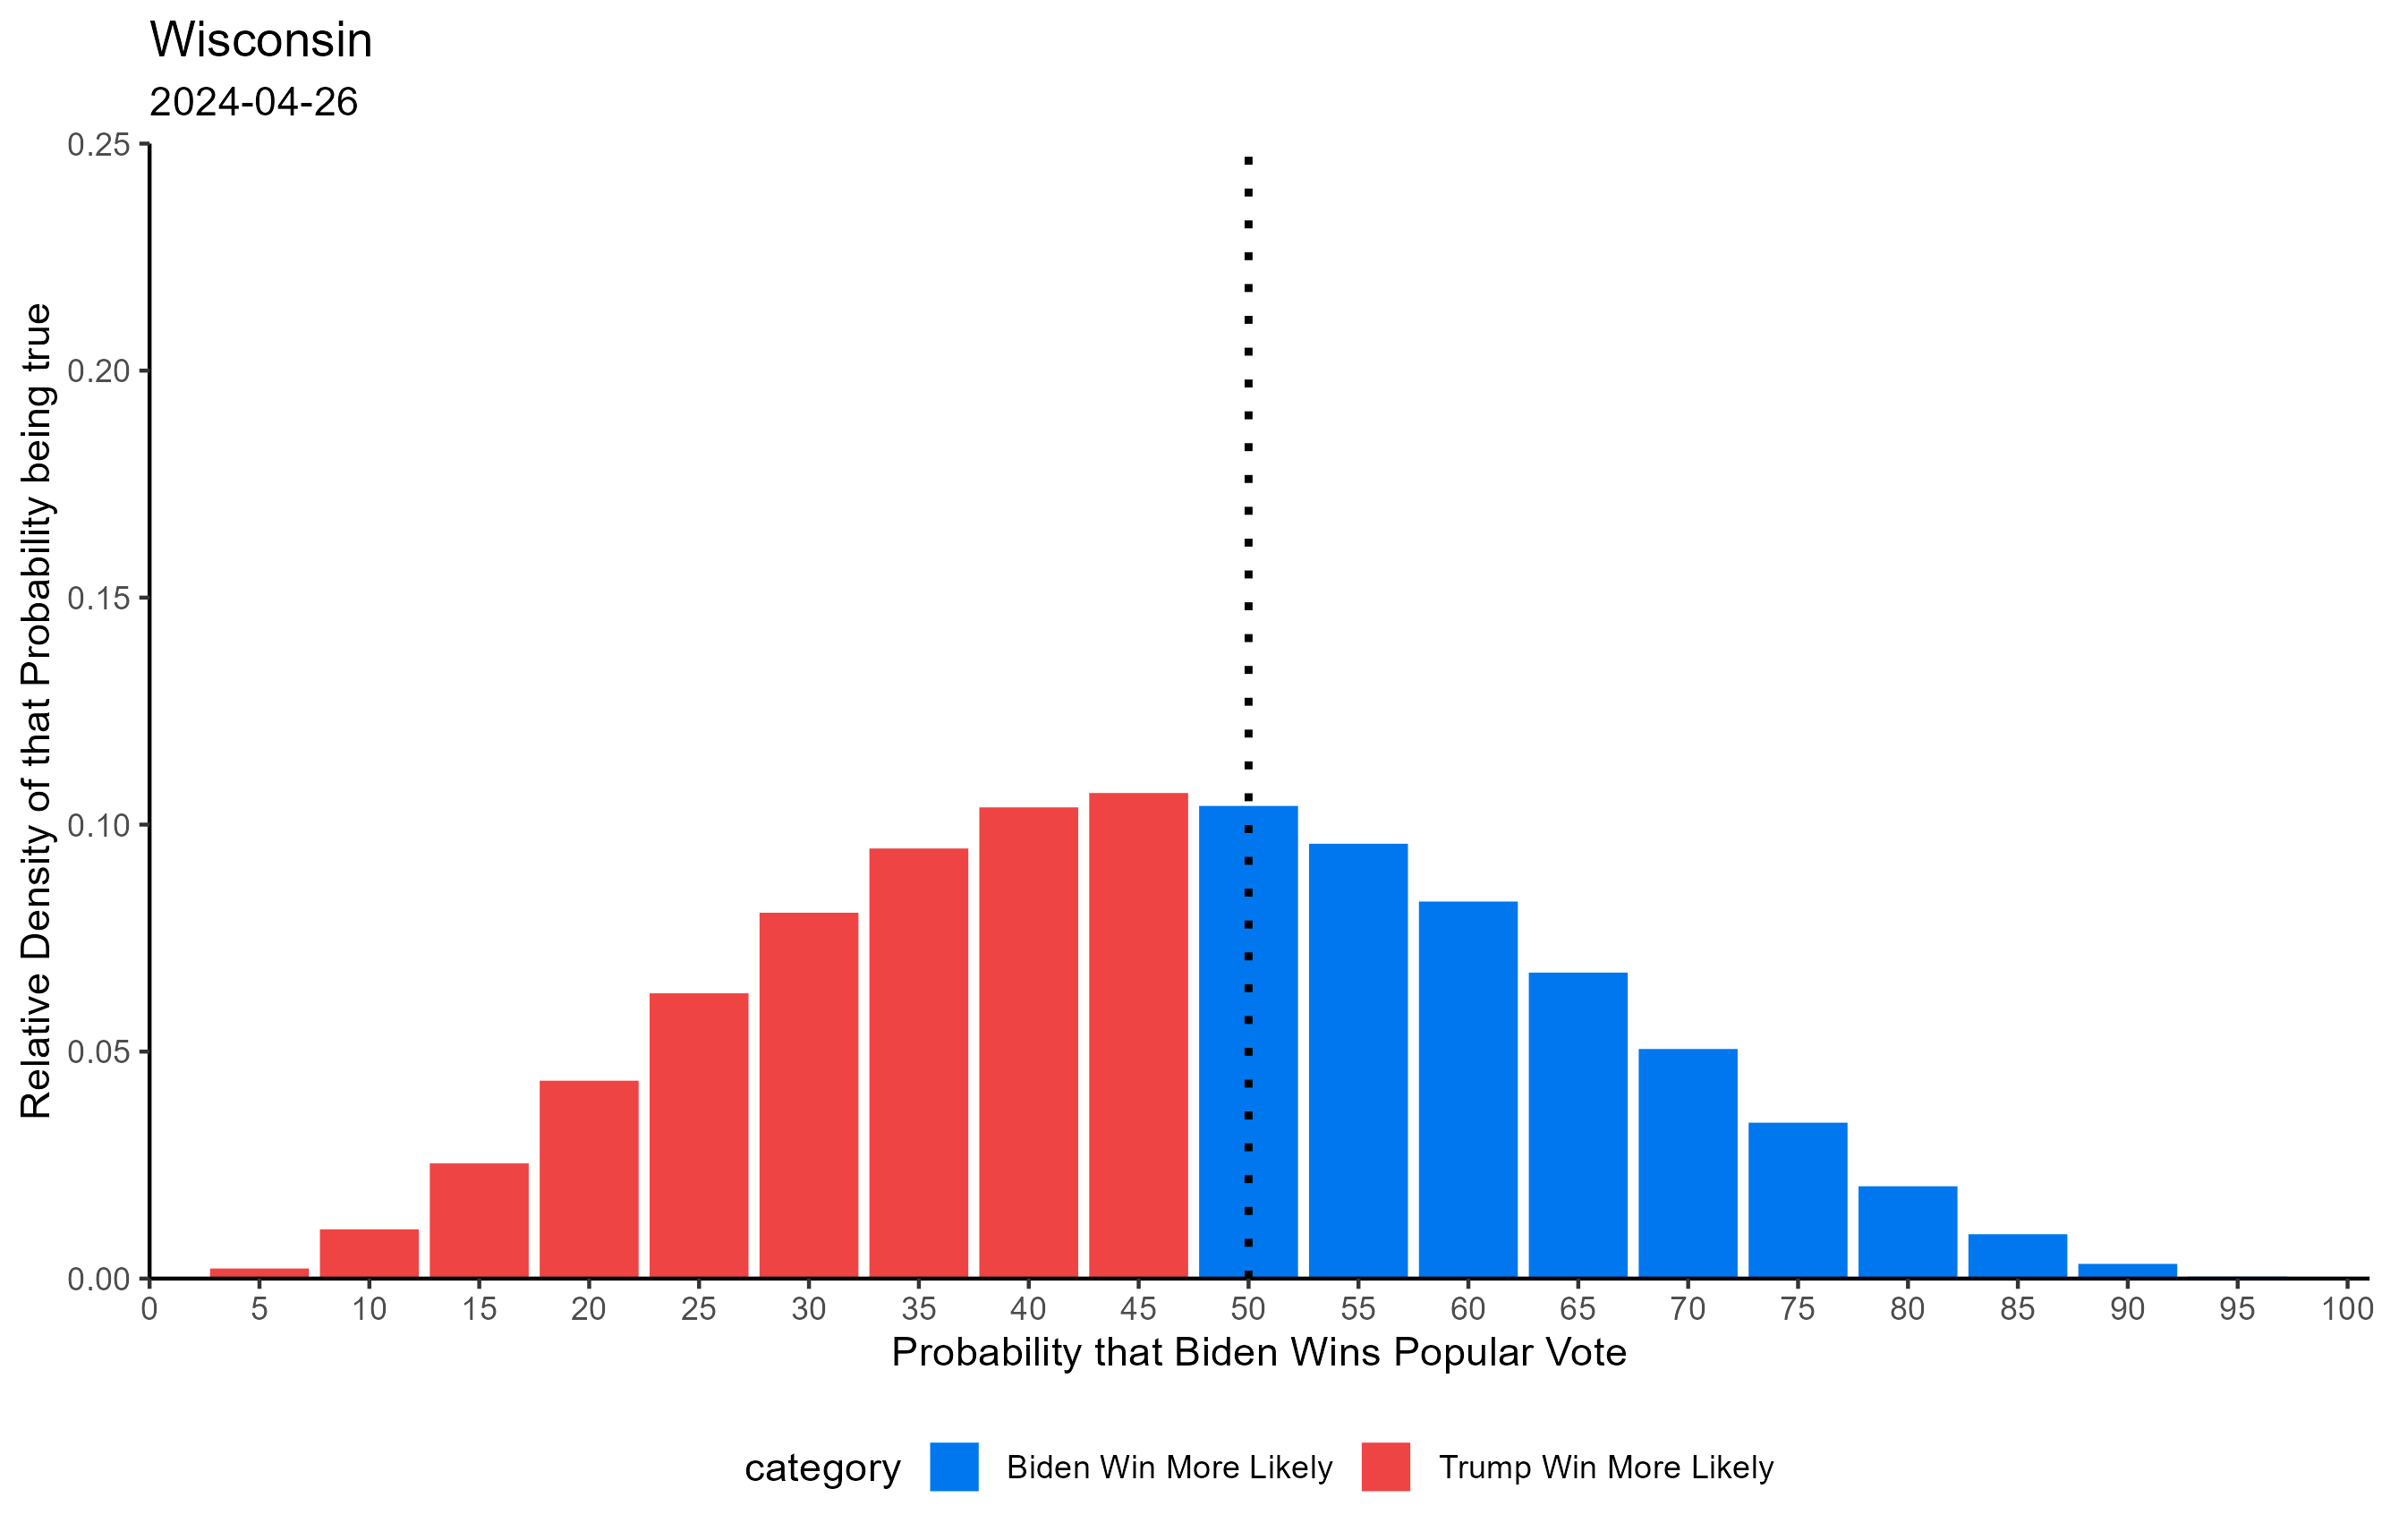 Wisconsin
2024-04-26
Relative Density of that Probability being true
0.25
0.20
0.15
0.10
0.05
0.00
0 5 10 15 20 25 30 35 40 45 50 55 60 65 70 75 80 85 90 95 100
Probability that Biden Wins Popular Vote
category Biden Win More Likely Trump Win More Likely